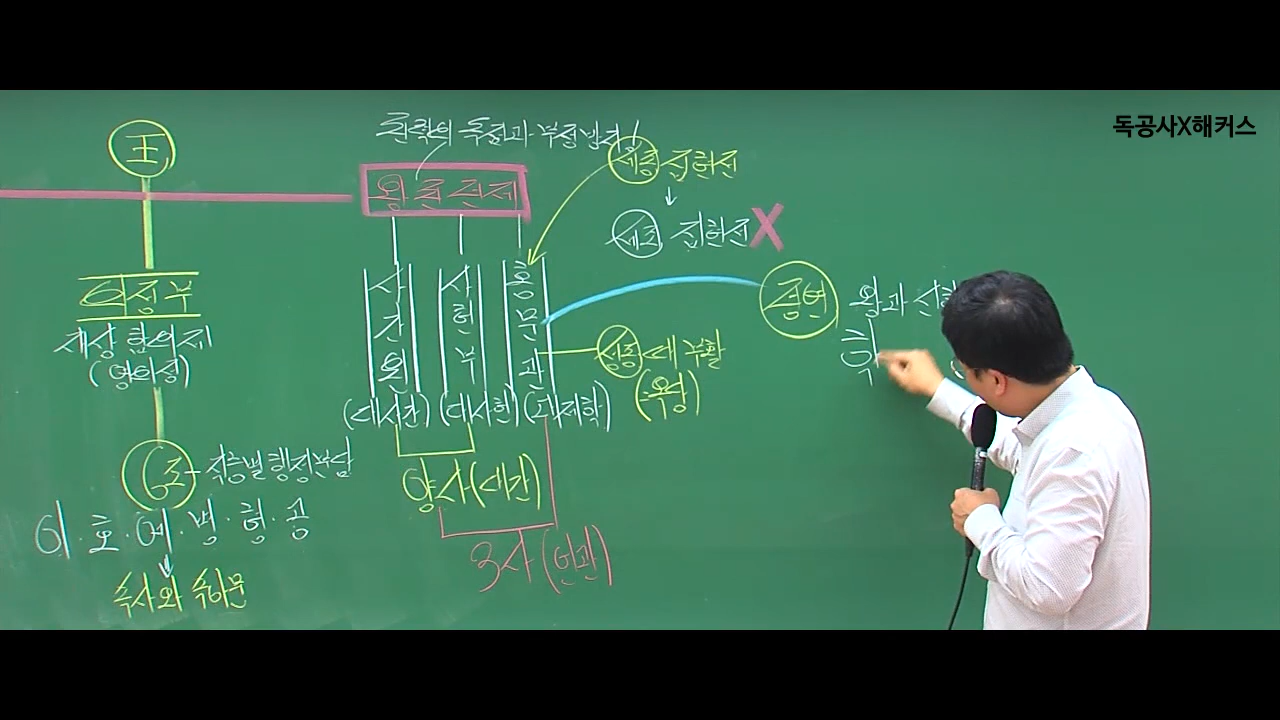 독공사X해커스
王
권력의 독점과 부정방지!
왕권견제
세종 집현전
↓
세조 집현전 X
의정부
재상 합의제
(영의정)
사간원
사헌부
홍문관
(대사간) (대사헌) (대제학)
경연 왕과 신하
성종 때 부활
(옥당)
6조 - 직능별 행정분담
이·호·예·병·형·공
↓
속사와 속아문
양사(대간)
3사(언관)